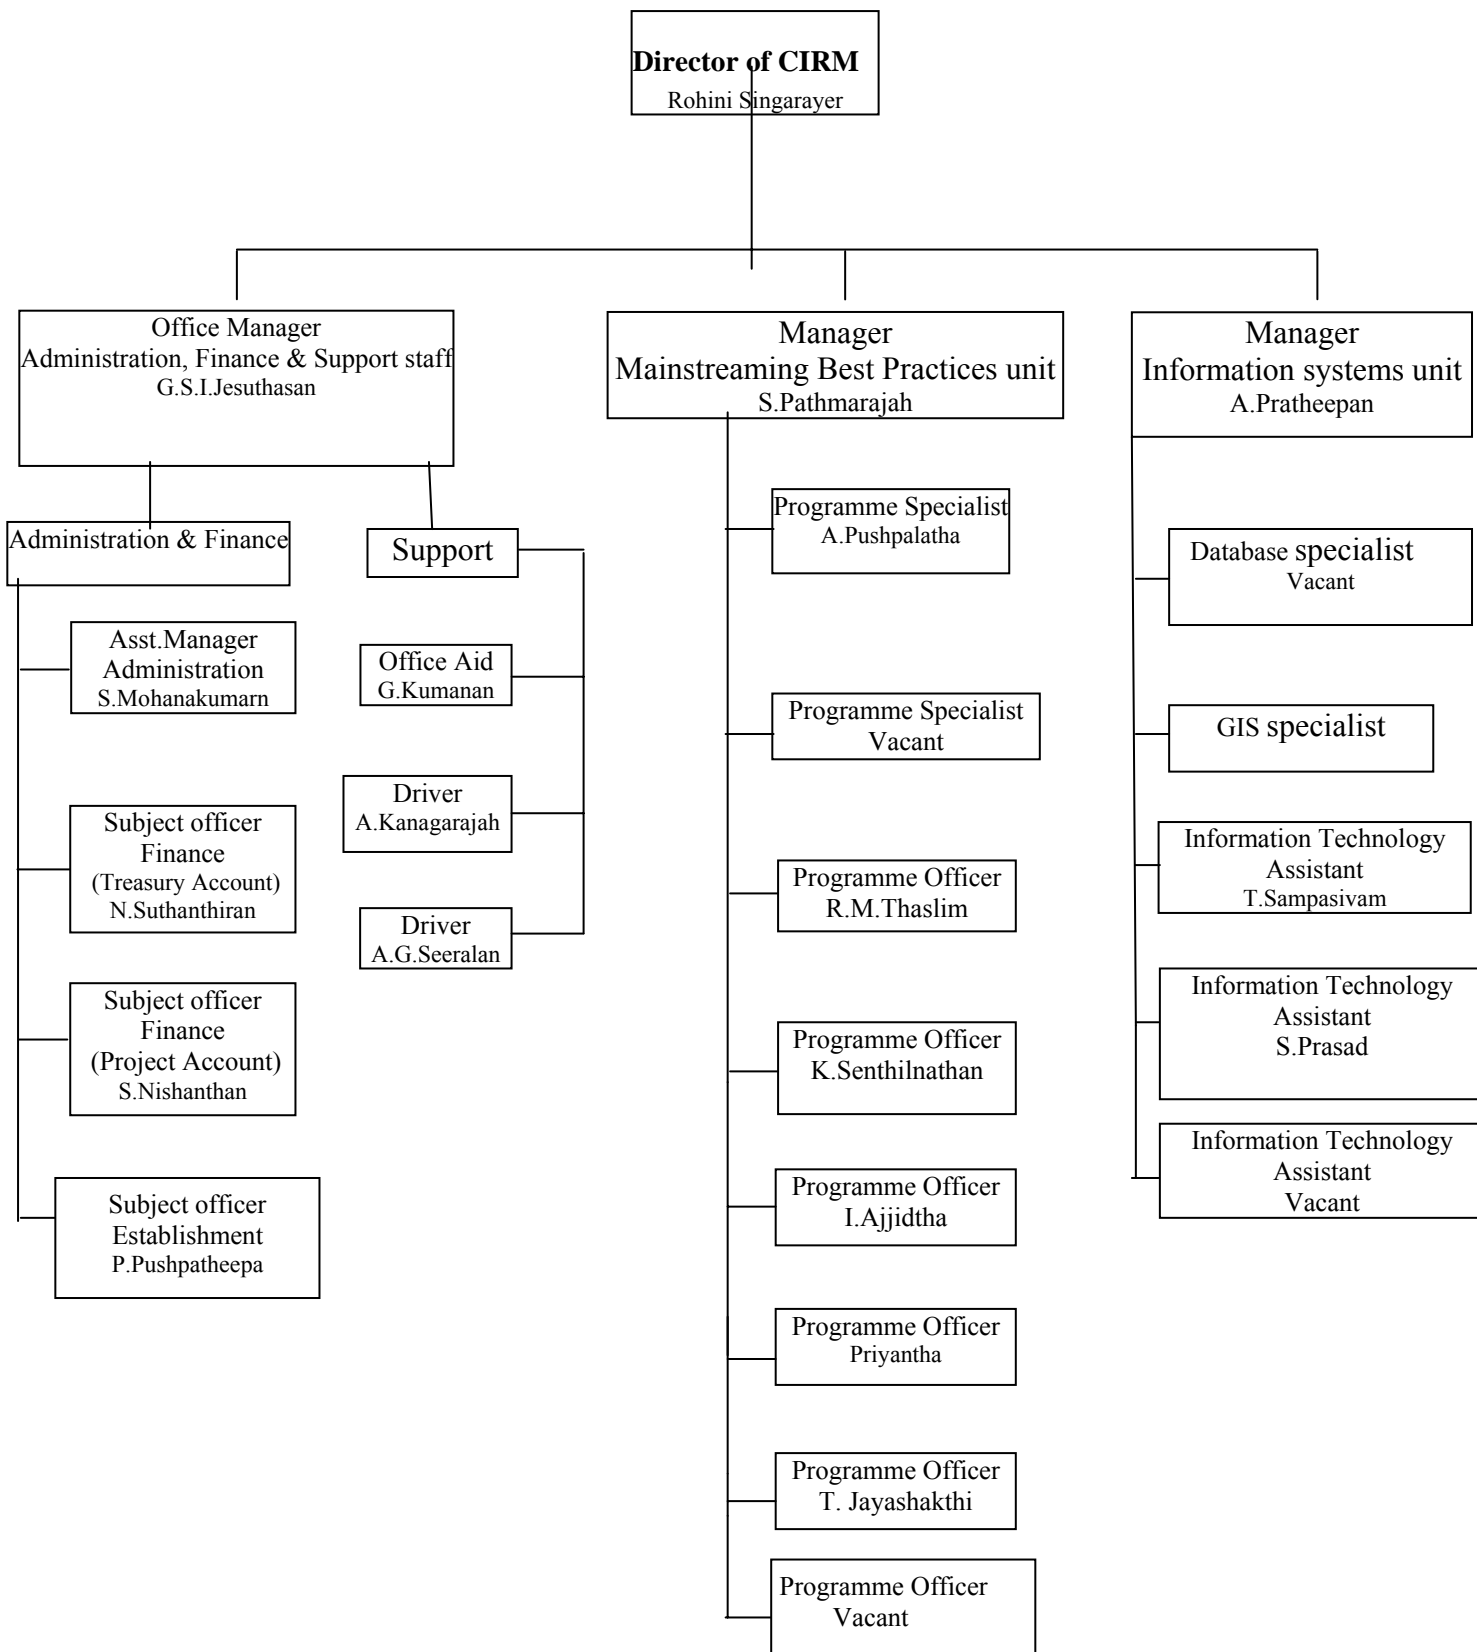 Director of CIRM
Rohini Singarayer
Office Manager
Administration, Finance & Support staff
G.S.I.Jesuthasan
Administration & Finance
Asst.Manager
Administration
S.Mohanakumarn
Subject officer
Finance
(Treasury Account)
N.Suthanthiran
Subject officer
Finance
(Project Account)
S.Nishanthan
Subject officer
Establishment
P.Pushpatheepa
Support
Office Aid
G.Kumanan
Driver
A.Kanagarajah
Driver
A.G.Seeralan
Manager
Mainstreaming Best Practices unit
S.Pathmarajah
Programme Specialist
A.Pushpalatha
Programme Specialist
Vacant
Programme Officer
R.M.Thaslim
Programme Officer
K.Senthilnathan
Programme Officer
I.Ajjidtha
Programme Officer
Priyantha
Programme Officer
T. Jayashakthi
Programme Officer
Vacant
Manager
Information systems unit
A.Pratheepan
Database specialist
Vacant
GIS specialist
Information Technology
Assistant
T.Sampasivam
Information Technology
Assistant
S.Prasad
Information Technology
Assistant
Vacant